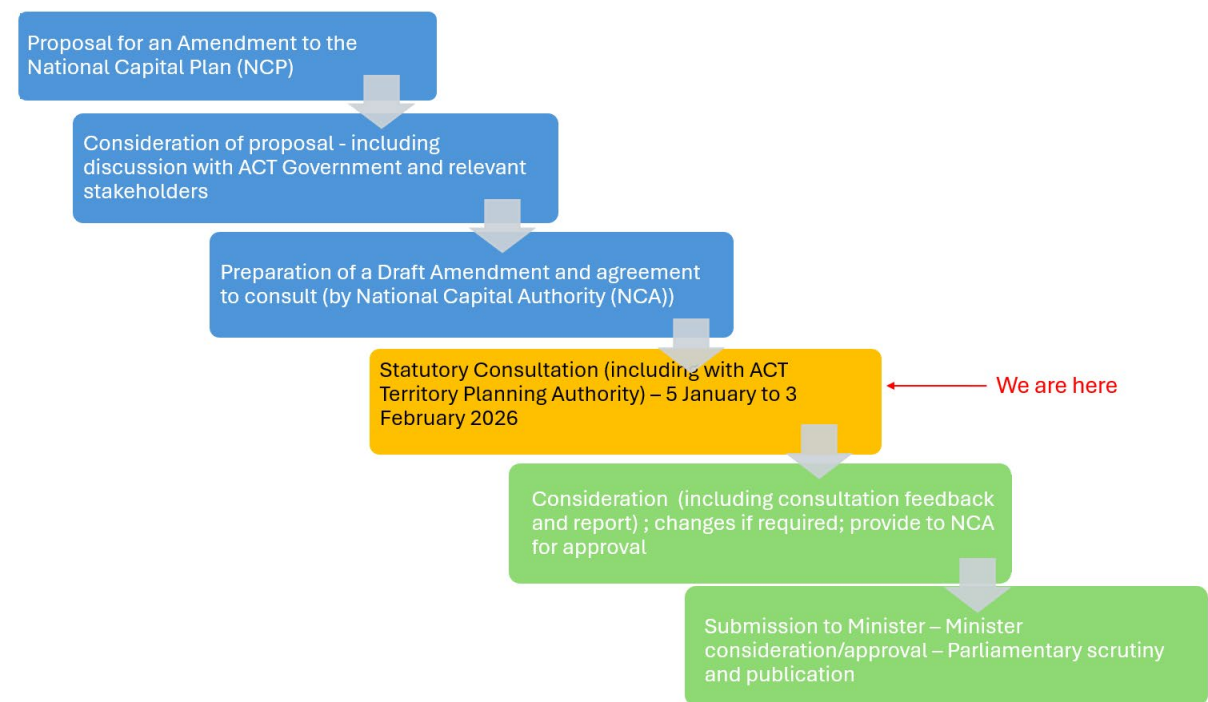 Proposal for an Amendment to the
National Capital Plan (NCP)
Consideration of proposal - including
discussion with ACT Government and relevant
stakeholders
Preparation of a Draft Amendment and agreement
to consult (by National Capital Authority (NCA))
Statutory Consultation (including with ACT
Territory Planning Authority) – 5 January to 3
February 2026
We are here
Consideration (including consultation feedback
and report) ; changes if required; provide to NCA
for approval
Submission to Minister – Minister
consideration/approval – Parliamentary scrutiny
and publication